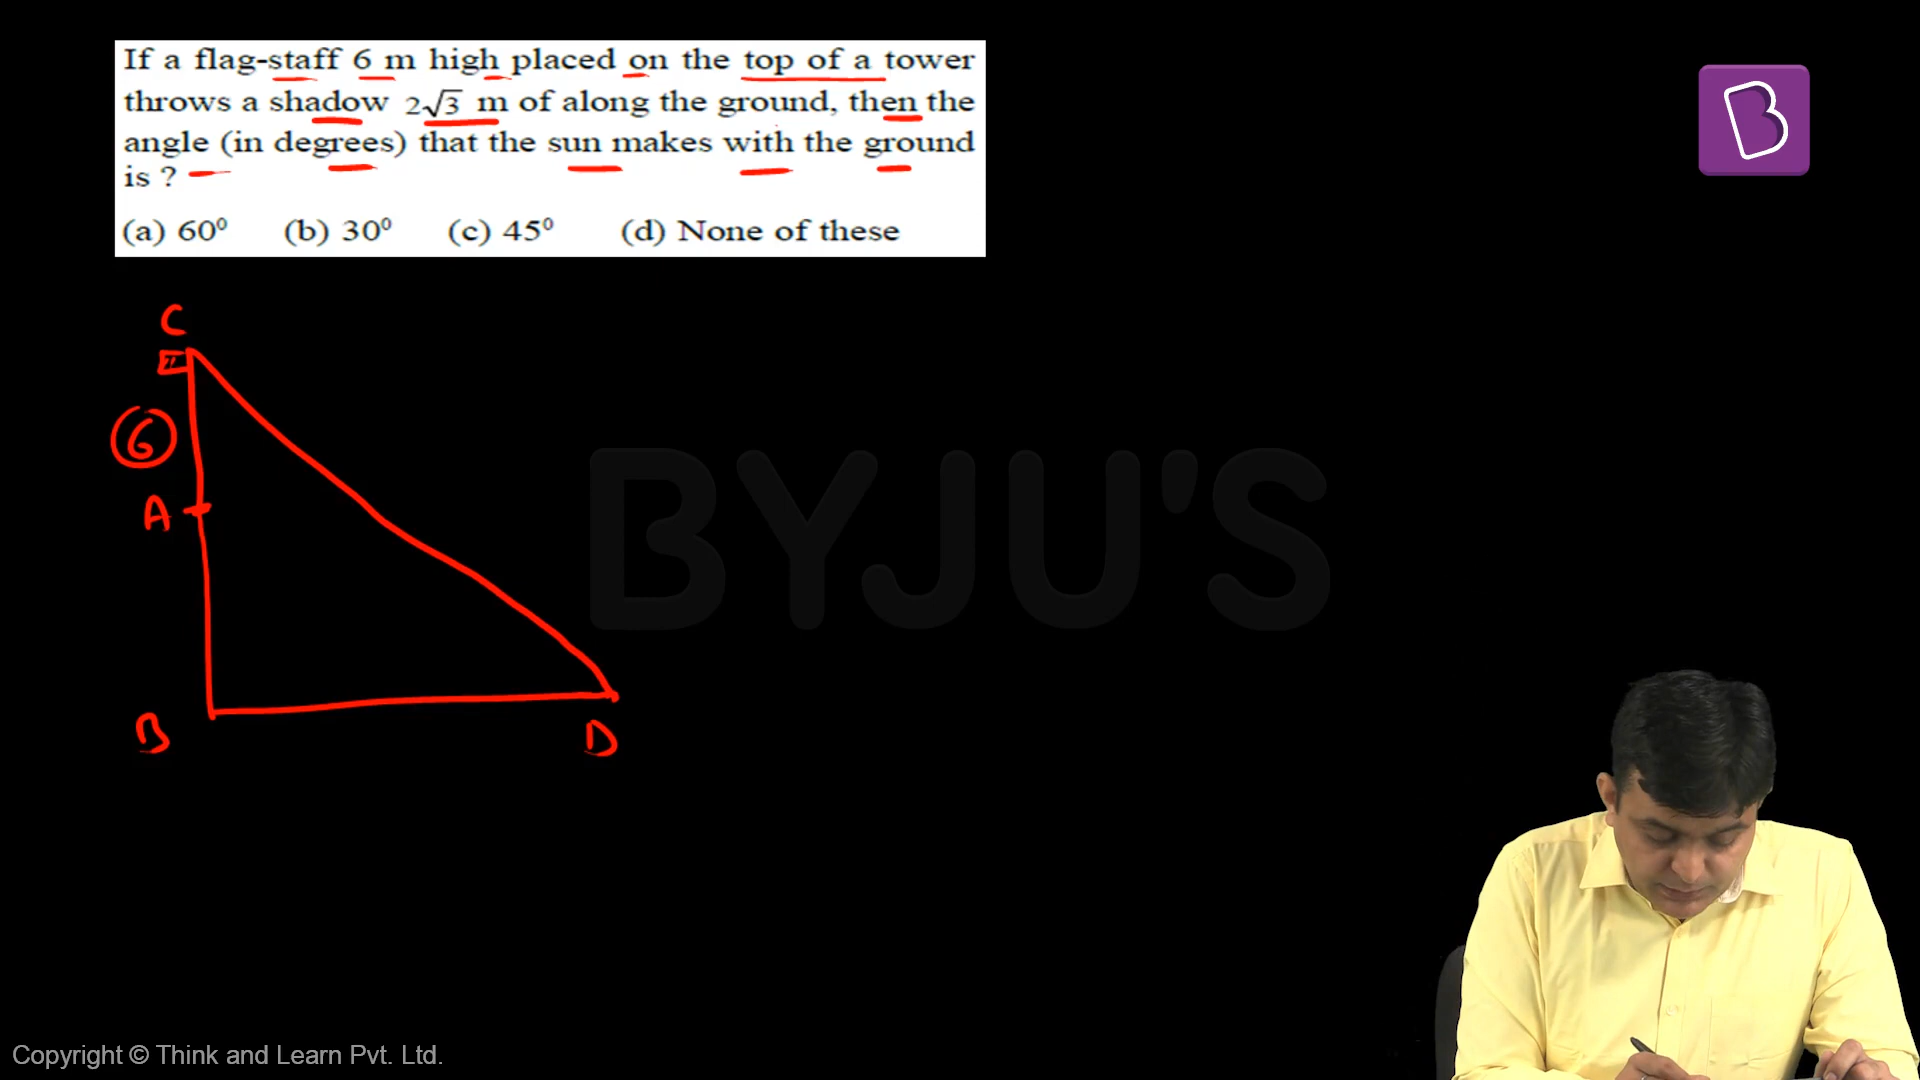 If a flag-staff 6 m high placed on the top of a tower
throws a shadow 2√3 m of along the ground, then the
angle (in degrees) that the sun makes with the ground
is ?
(a) 60⁰ (b) 30⁰ (c) 45⁰ (d) None of these
B
C
6
A
B
D
BYJU'S
Copyright © Think and Learn Pvt. Ltd.